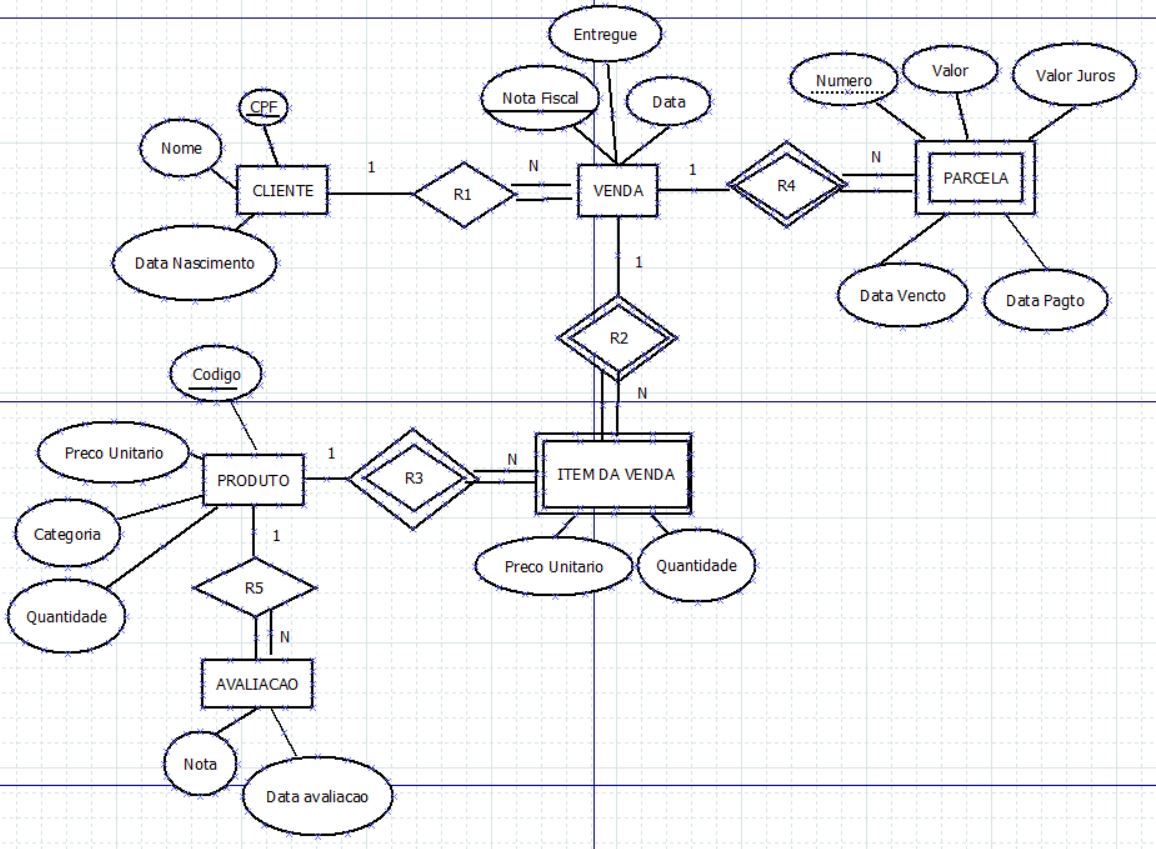 Entregue
Nota Fiscal
Data
Numero
Valor
Valor Juros
CPF
Nome
CLIENTE
1
R1
N
VENDA
1
R4
N
PARCELA
Data Nascimento
1
Data Vencto
Data Pagto
R2
N
Codigo
Preco Unitario
PRODUTO
1
R3
N
ITEM DA VENDA
Categoria
1
Preco Unitario
Quantidade
R5
Quantidade
N
AVALIACAO
Nota
Data avaliacao